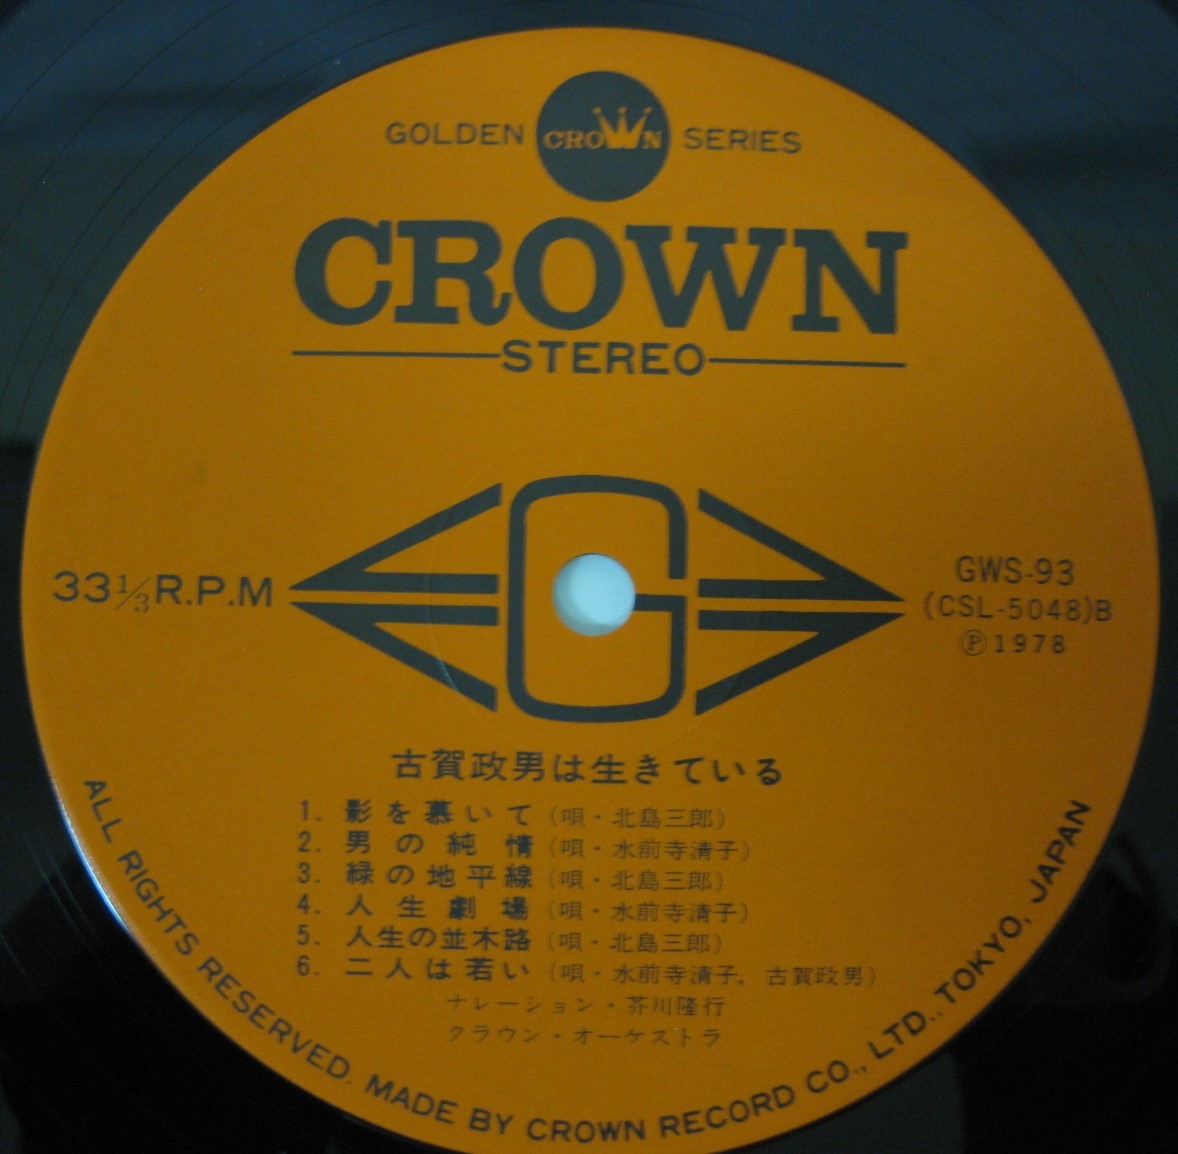 GOLDEN CROWN SERIES
CROWN
STEREO
G
33 1/3 R.P.M
GWS-93
(CSL-5048)B
Ⓟ1978
古賀政男は生きている
1. 影を慕いて (唄・北島三郎)
2. 男の純情 (唄・水前寺清子)
3. 緑の地平線 (唄・北島三郎)
4. 人生劇場 (唄・水前寺清子)
5. 人生の並木路 (唄・北島三郎)
6. 二人は若い (唄・水前寺清子、古賀政男)
ナレーション・芥川隆行
クラウン・オーケストラ
ALL RIGHTS RESERVED. MADE BY CROWN RECORD CO., LTD., TOKYO, JAPAN